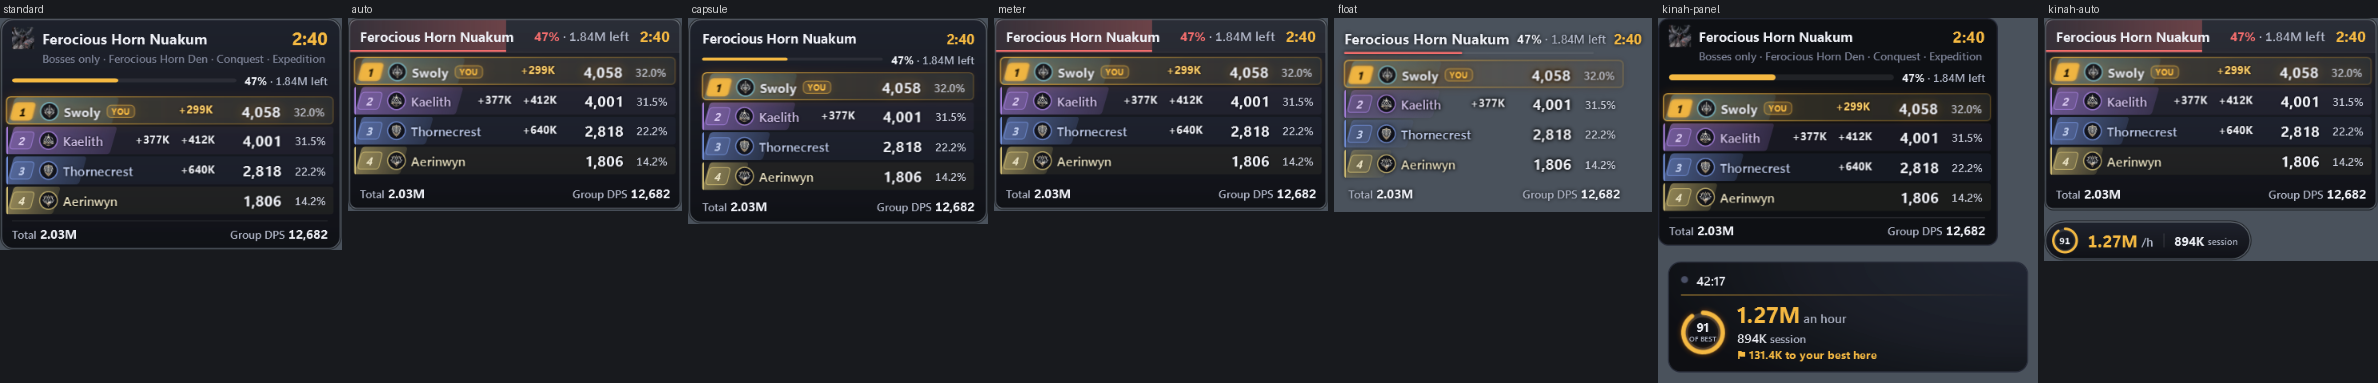 standard
Ferocious Horn Nuakum 2:40
Bosses only · Ferocious Horn Den · Conquest · Expedition
47% · 1.84M left
1 Swoly YOU +299K 4,058 32.0%
2 Kaelith +377K +412K 4,001 31.5%
3 Thornecrest +640K 2,818 22.2%
4 Aerinwyn 1,806 14.2%
Total 2.03M Group DPS 12,682
auto
Ferocious Horn Nuakum 47% · 1.84M left 2:40
1 Swoly YOU +299K 4,058 32.0%
2 Kaelith +377K +412K 4,001 31.5%
3 Thornecrest +640K 2,818 22.2%
4 Aerinwyn 1,806 14.2%
Total 2.03M Group DPS 12,682
capsule
Ferocious Horn Nuakum 2:40
47% · 1.84M left
1 Swoly YOU 4,058 32.0%
2 Kaelith +377K 4,001 31.5%
3 Thornecrest 2,818 22.2%
4 Aerinwyn 1,806 14.2%
Total 2.03M Group DPS 12,682
meter
Ferocious Horn Nuakum 47% · 1.84M left 2:40
1 Swoly YOU +299K 4,058 32.0%
2 Kaelith +377K +412K 4,001 31.5%
3 Thornecrest +640K 2,818 22.2%
4 Aerinwyn 1,806 14.2%
Total 2.03M Group DPS 12,682
float
Ferocious Horn Nuakum 47% · 1.84M left 2:40
1 Swoly YOU 4,058 32.0%
2 Kaelith +377K 4,001 31.5%
3 Thornecrest 2,818 22.2%
4 Aerinwyn 1,806 14.2%
Total 2.03M Group DPS 12,682
kinah-panel
Ferocious Horn Nuakum 2:40
Bosses only · Ferocious Horn Den · Conquest · Expedition
47% · 1.84M left
1 Swoly YOU +299K 4,058 32.0%
2 Kaelith +377K +412K 4,001 31.5%
3 Thornecrest +640K 2,818 22.2%
4 Aerinwyn 1,806 14.2%
Total 2.03M Group DPS 12,682
42:17
91 OF BEST
1.27M an hour
894K session
131.4K to your best here
kinah-auto
Ferocious Horn Nuakum 47% · 1.84M left 2:40
1 Swoly YOU +299K 4,058 32.0%
2 Kaelith +377K +412K 4,001 31.5%
3 Thornecrest +640K 2,818 22.2%
4 Aerinwyn 1,806 14.2%
Total 2.03M Group DPS 12,682
91 1.27M /h 894K session